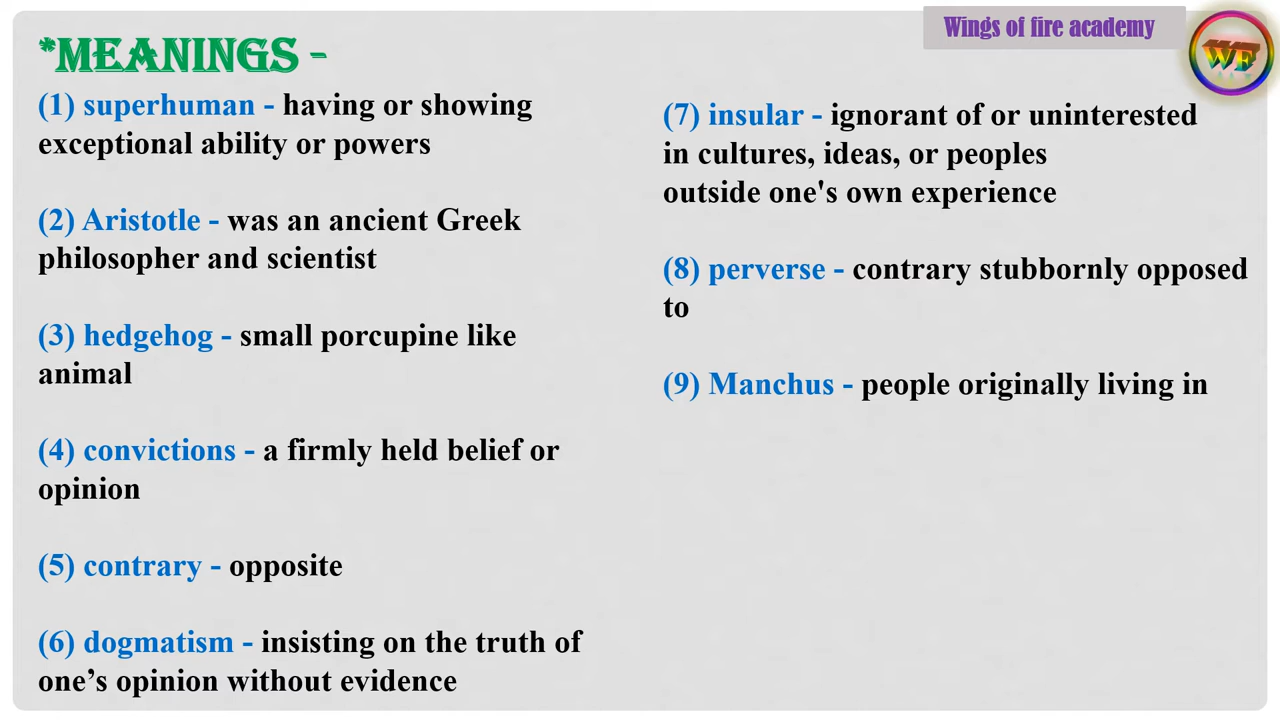 Wings of fire academy
WF
*MEANINGS -
(1) superhuman - having or showing
exceptional ability or powers
(2) Aristotle - was an ancient Greek
philosopher and scientist
(3) hedgehog - small porcupine like
animal
(4) convictions - a firmly held belief or
opinion
(5) contrary - opposite
(6) dogmatism - insisting on the truth of
one’s opinion without evidence
(7) insular - ignorant of or uninterested
in cultures, ideas, or peoples
outside one's own experience
(8) perverse - contrary stubbornly opposed
to
(9) Manchus - people originally living in